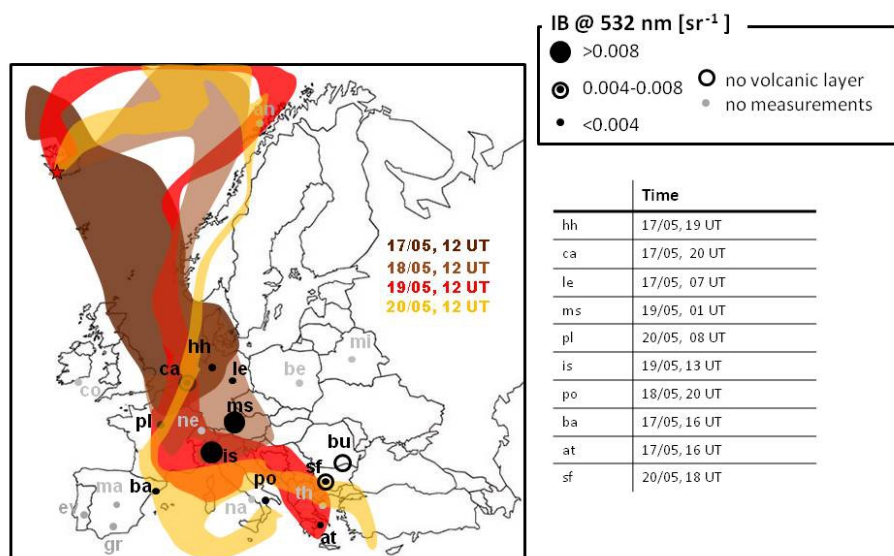 IB @ 532 nm [sr⁻¹ ]
>0.008
0.004-0.008
<0.004
no volcanic layer
no measurements
an
17/05, 12 UT
18/05, 12 UT
19/05, 12 UT
20/05, 12 UT
hh
ca
le
be
mi
co
ms
pl
ne
is
bu
sf
ba
po
th
ma
na
ev
at
gr
Time
hh 17/05, 19 UT
ca 17/05, 20 UT
le 17/05, 07 UT
ms 19/05, 01 UT
pl 20/05, 08 UT
is 19/05, 13 UT
po 18/05, 20 UT
ba 17/05, 16 UT
at 17/05, 16 UT
sf 20/05, 18 UT